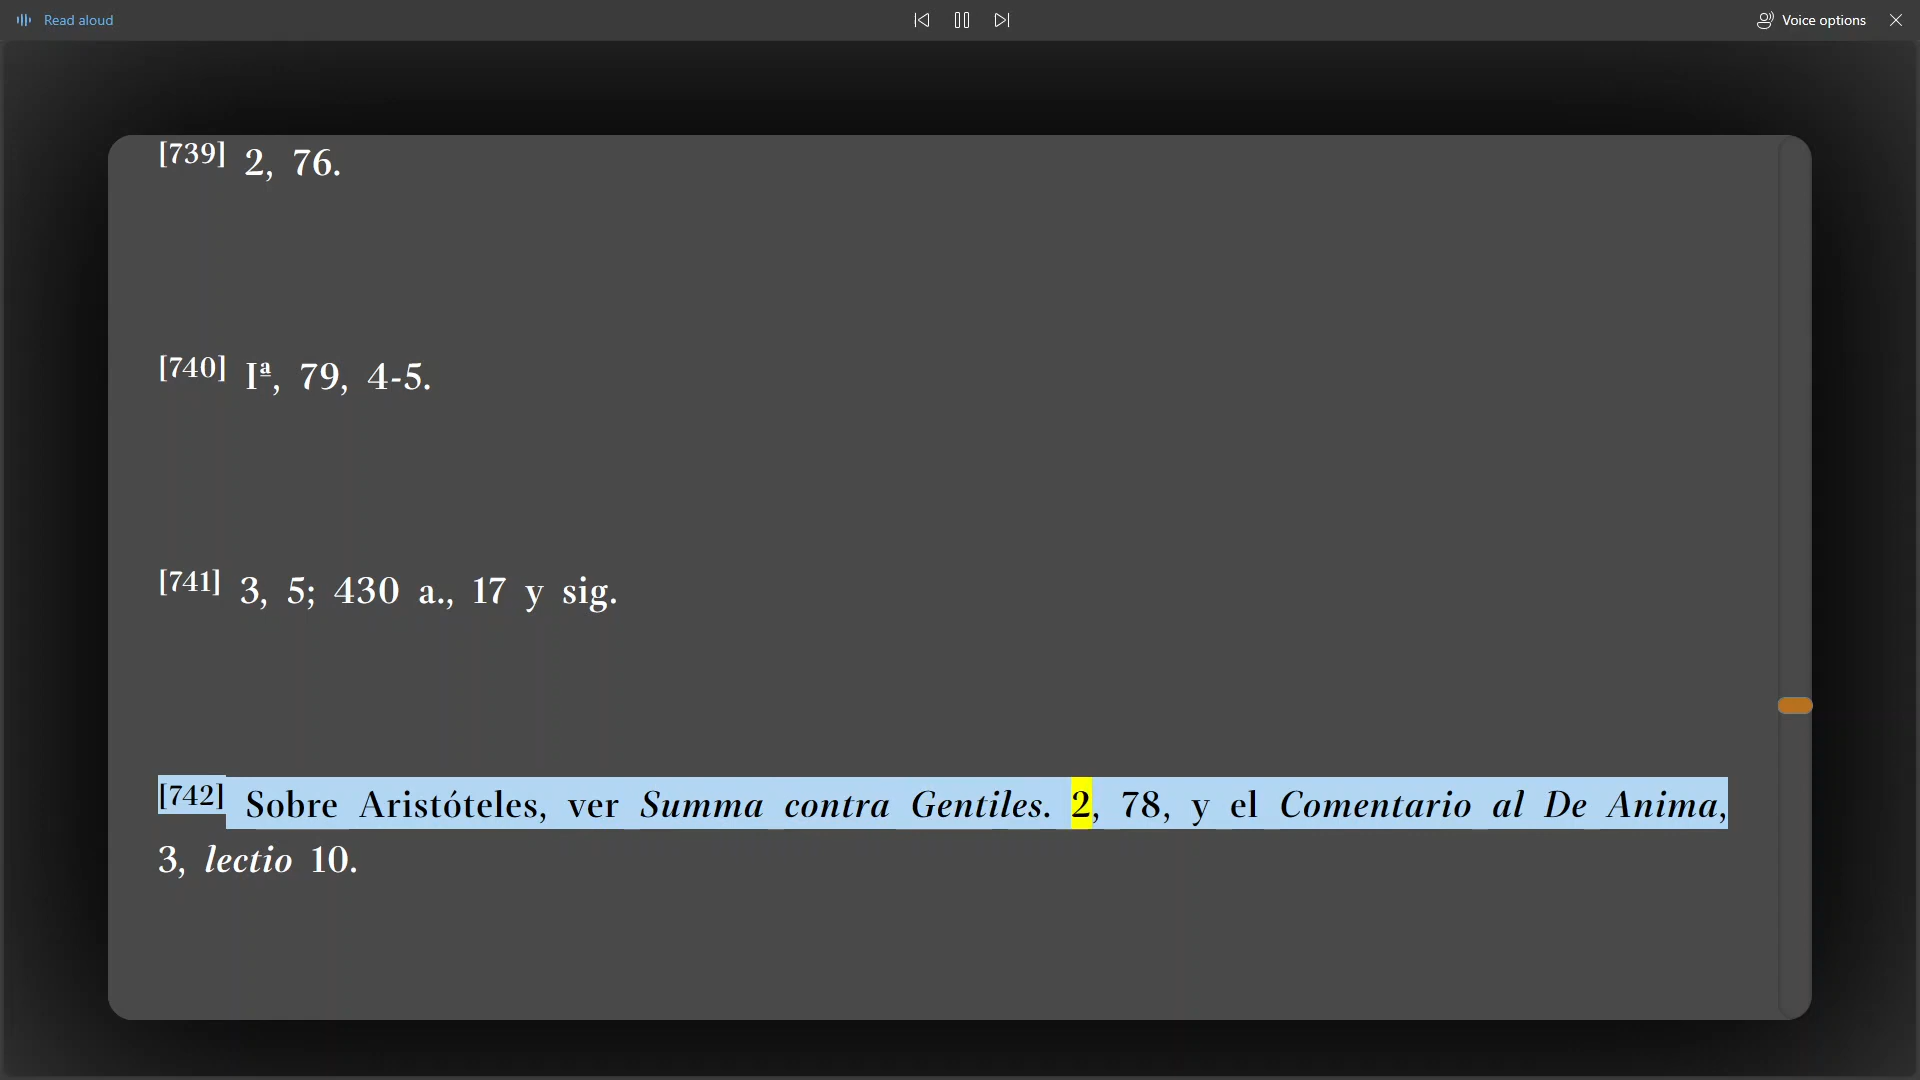 Read aloud
Voice options
[739] 2, 76.
[740] Iª, 79, 4-5.
[741] 3, 5; 430 a., 17 y sig.
[742] Sobre Aristóteles, ver Summa contra Gentiles. 2, 78, y el Comentario al De Anima,
3, lectio 10.